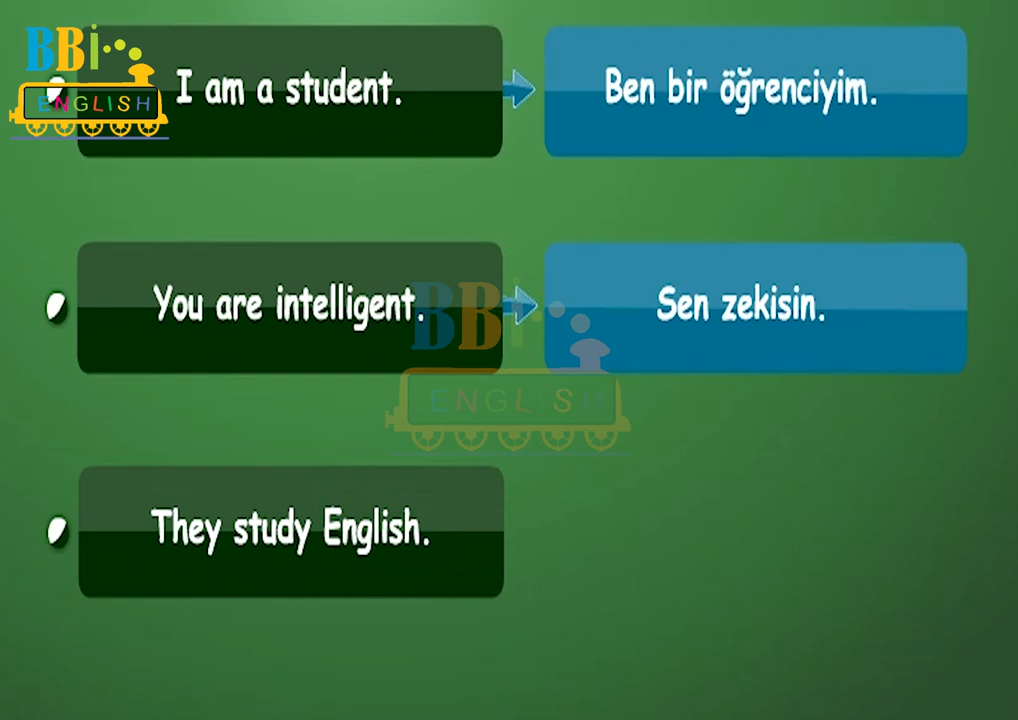 BBi
ENGLISH
I am a student.
Ben bir öğrenciyim.
You are intelligent.
Sen zekisin.
BBi
ENGLISH
They study English.